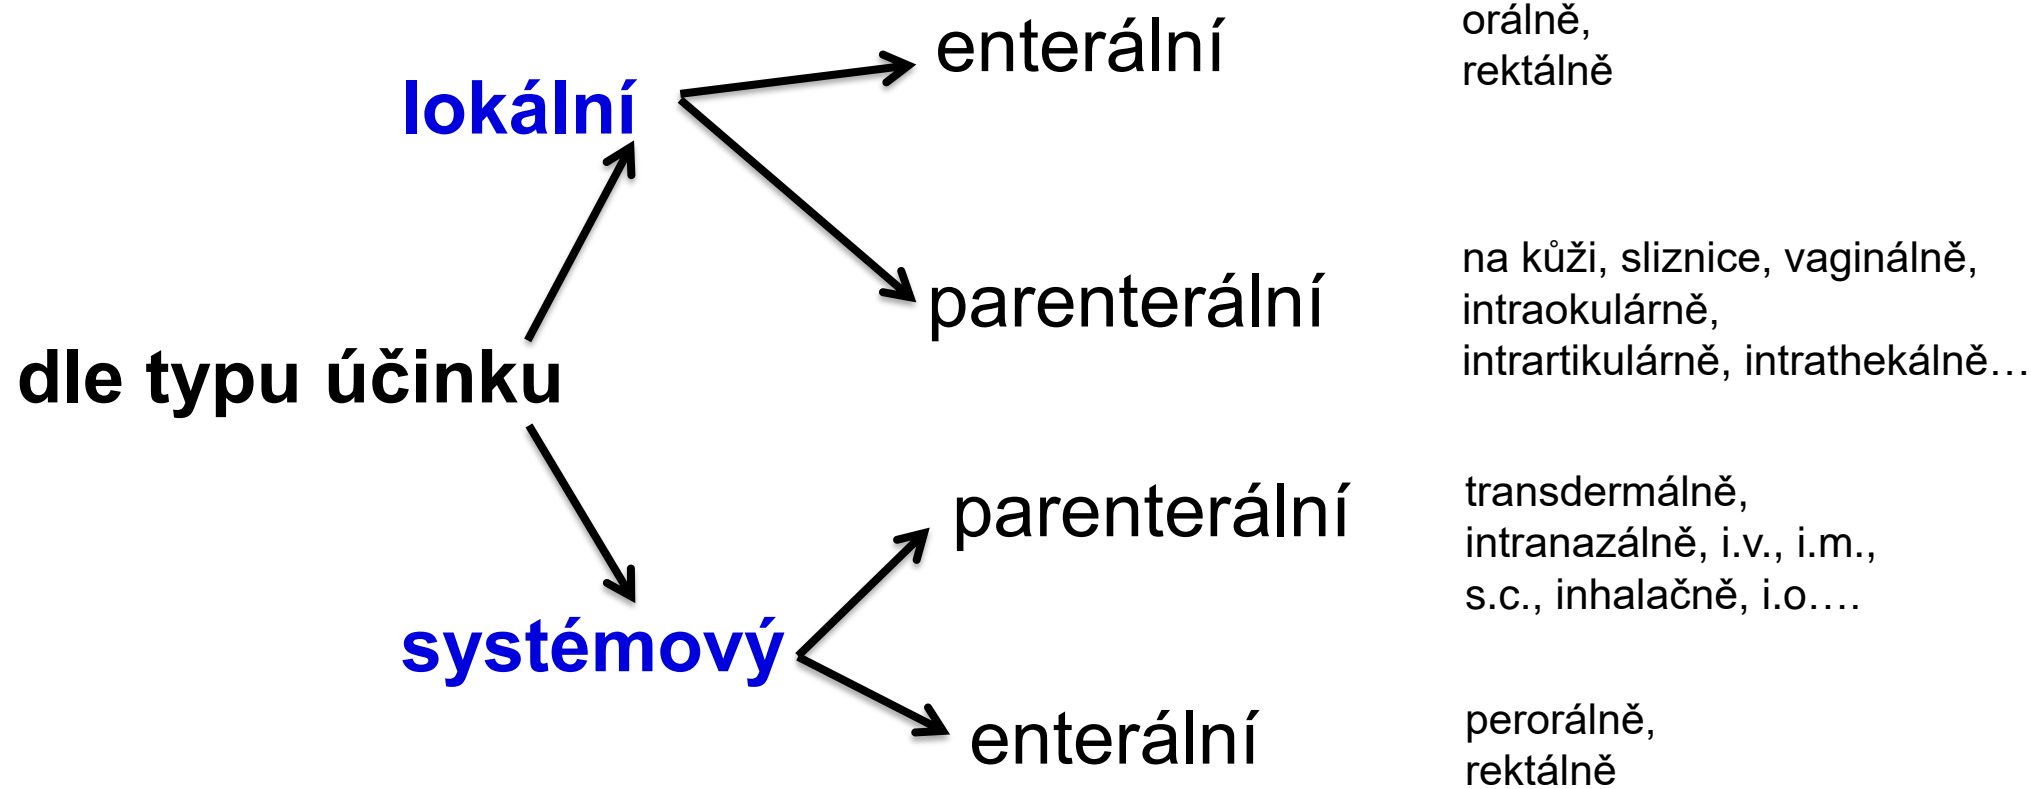 dle typu účinku
lokální
enterální
orálně,
rektálně
parenterální
na kůži, sliznice, vaginálně,
intraokulárně,
intrartikulárně, intrathekálně…
systémový
parenterální
transdermálně,
intranazálně, i.v., i.m.,
s.c., inhalačně, i.o….
enterální
perorálně,
rektálně